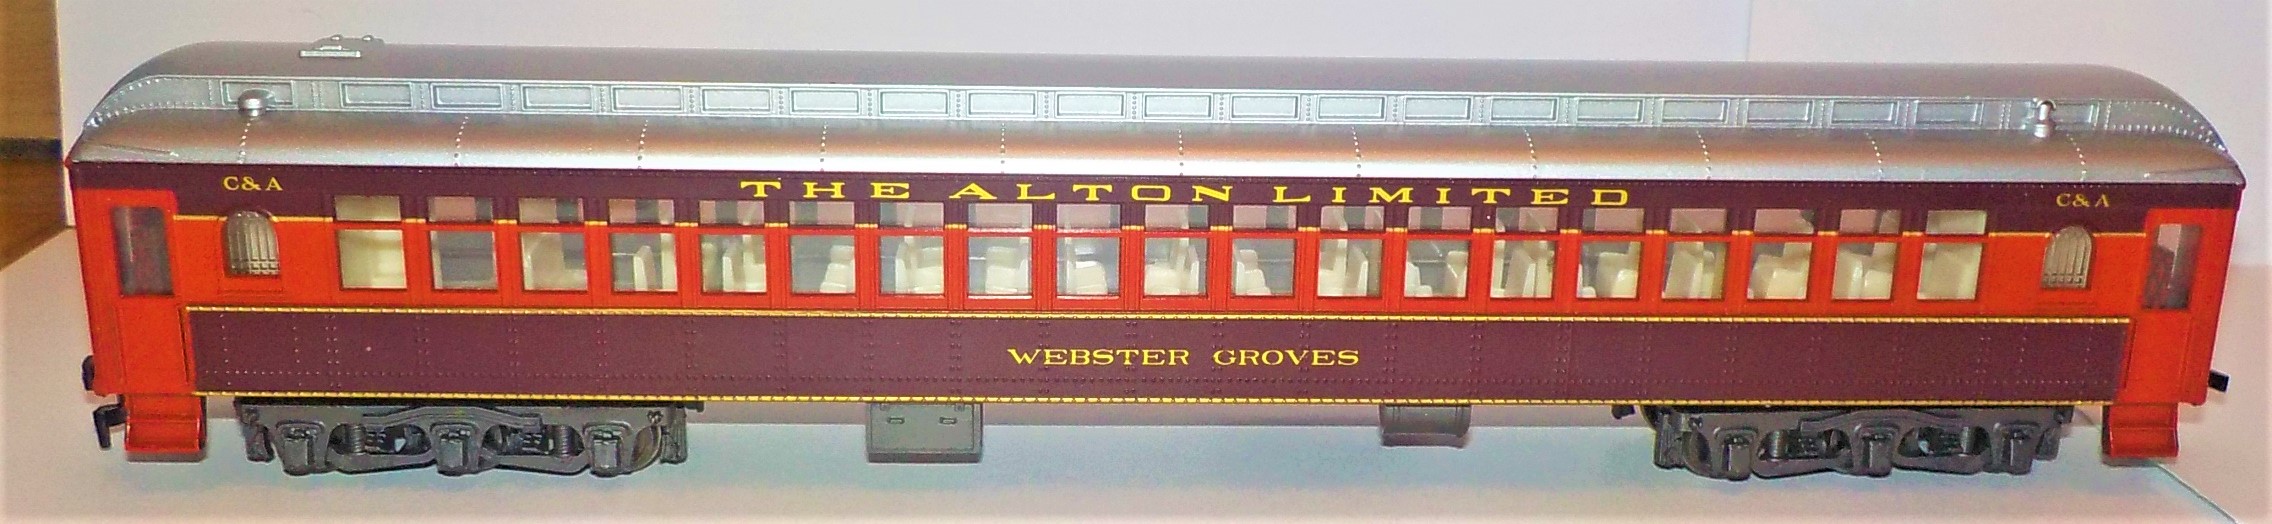 C&A
THE ALTON LIMITED
C&A
WEBSTER GROVES